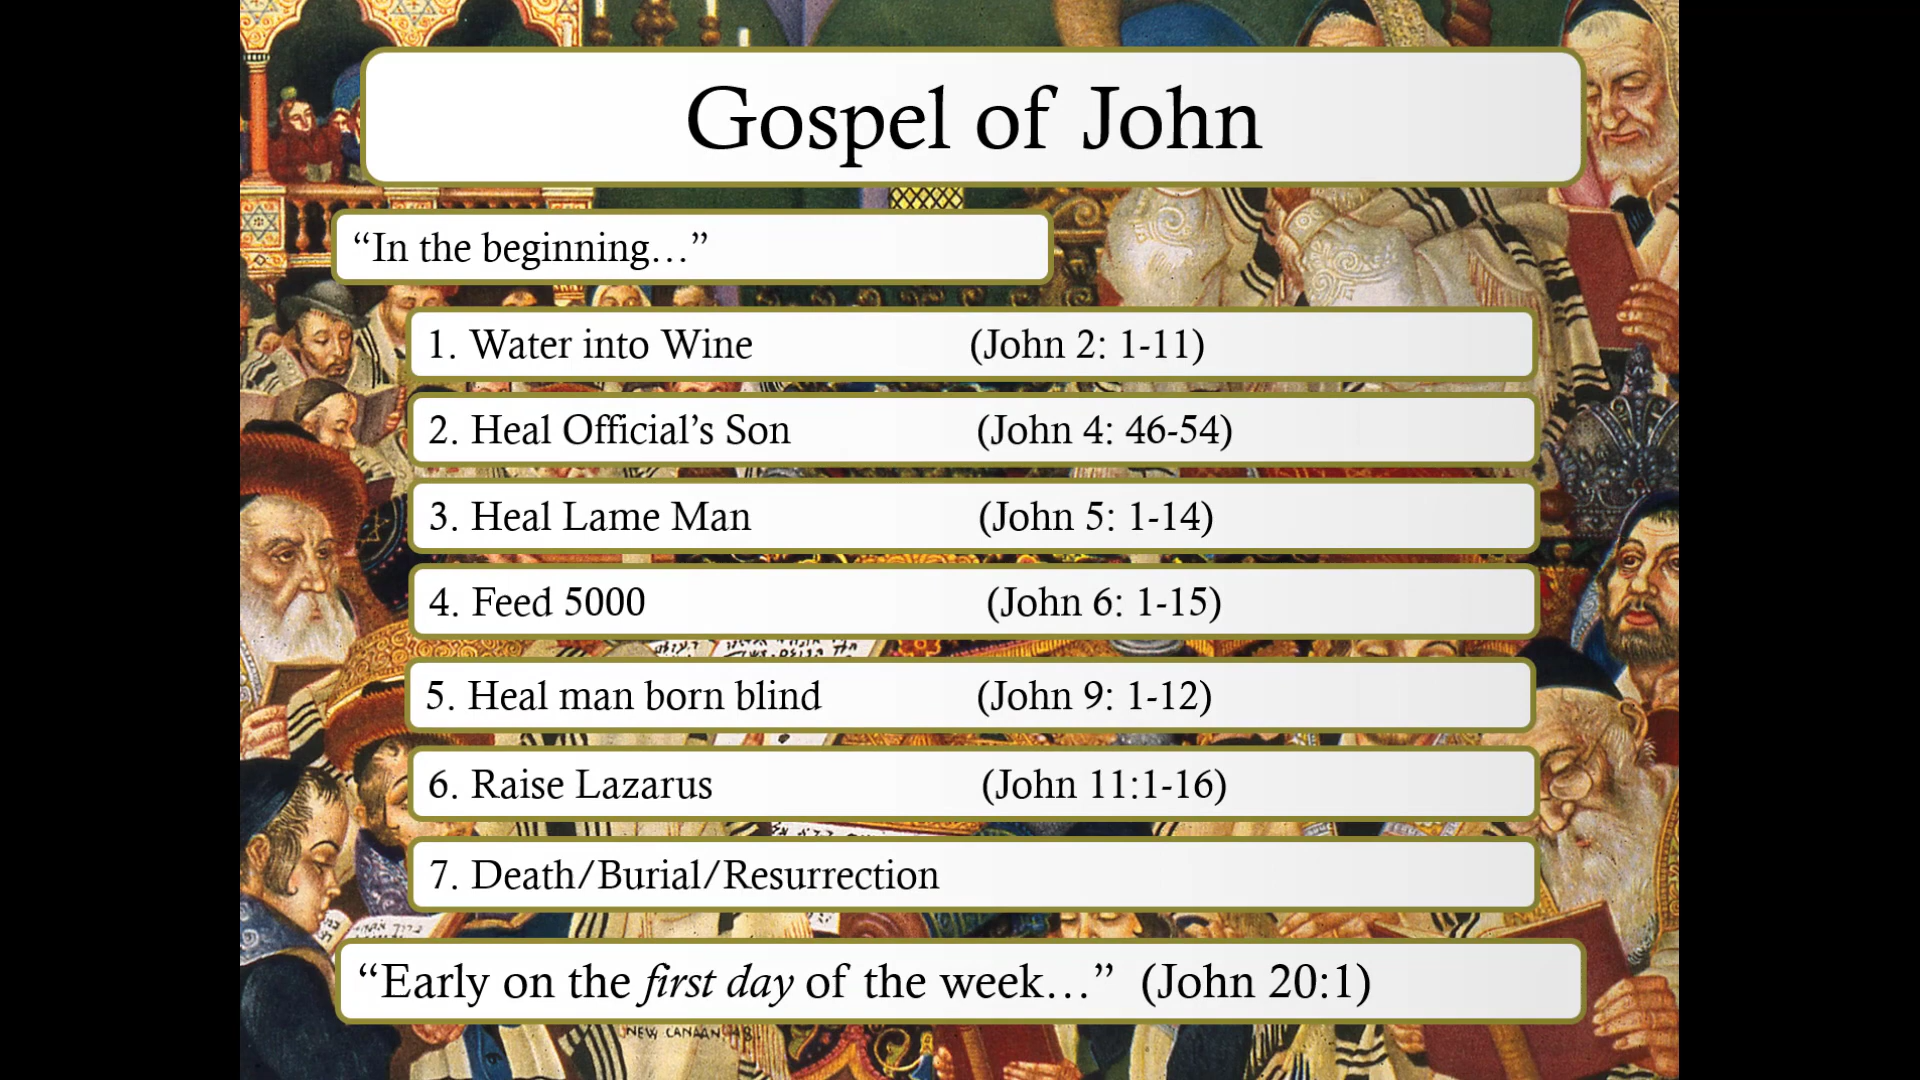 Gospel of John
“In the beginning…”
1. Water into Wine (John 2: 1-11)
2. Heal Official’s Son (John 4: 46-54)
3. Heal Lame Man (John 5: 1-14)
4. Feed 5000 (John 6: 1-15)
5. Heal man born blind (John 9: 1-12)
6. Raise Lazarus (John 11:1-16)
7. Death/Burial/Resurrection
“Early on the first day of the week…” (John 20:1)
NEW CANAAN